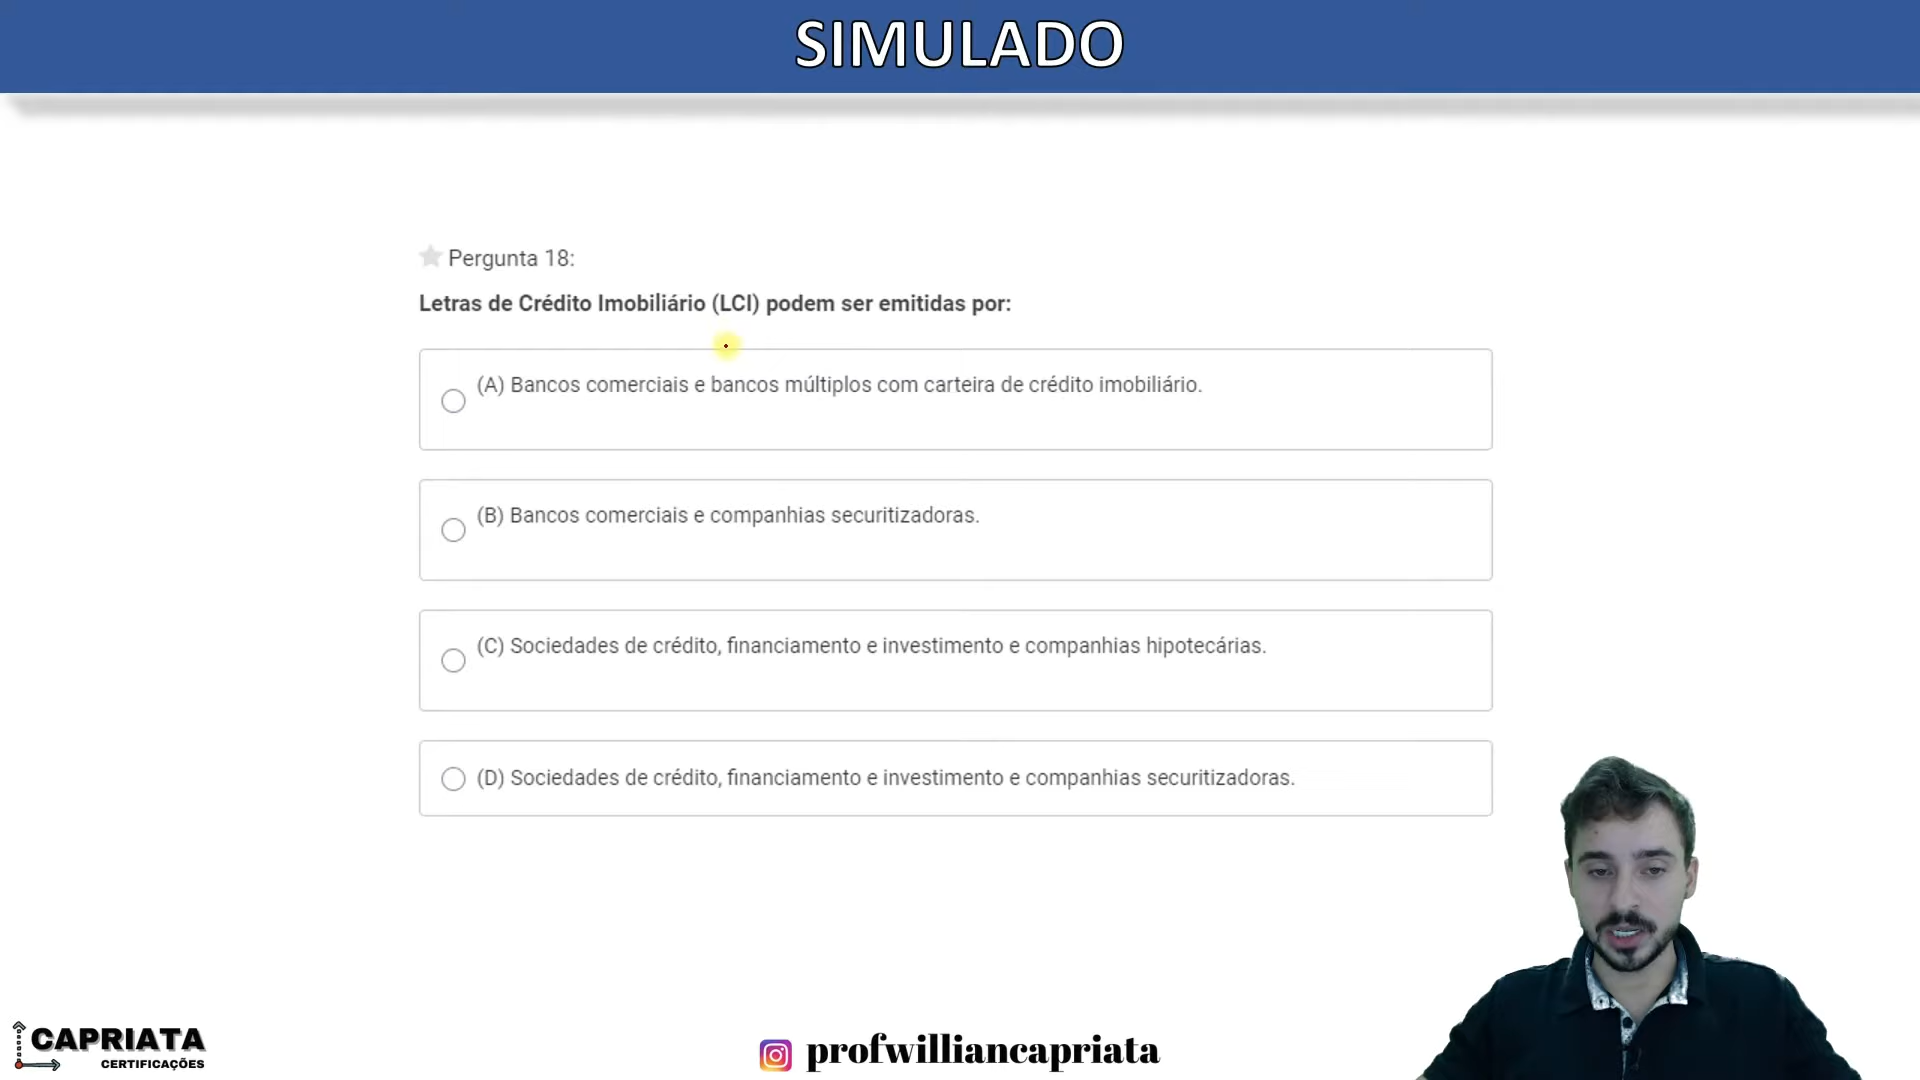 SIMULADO
Pergunta 18:
Letras de Crédito Imobiliário (LCI) podem ser emitidas por:
(A) Bancos comerciais e bancos múltiplos com carteira de crédito imobiliário.
(B) Bancos comerciais e companhias securitizadoras.
(C) Sociedades de crédito, financiamento e investimento e companhias hipotecárias.
(D) Sociedades de crédito, financiamento e investimento e companhias securitizadoras.
CAPRIATA
CERTIFICAÇÕES
profwilliancapriata